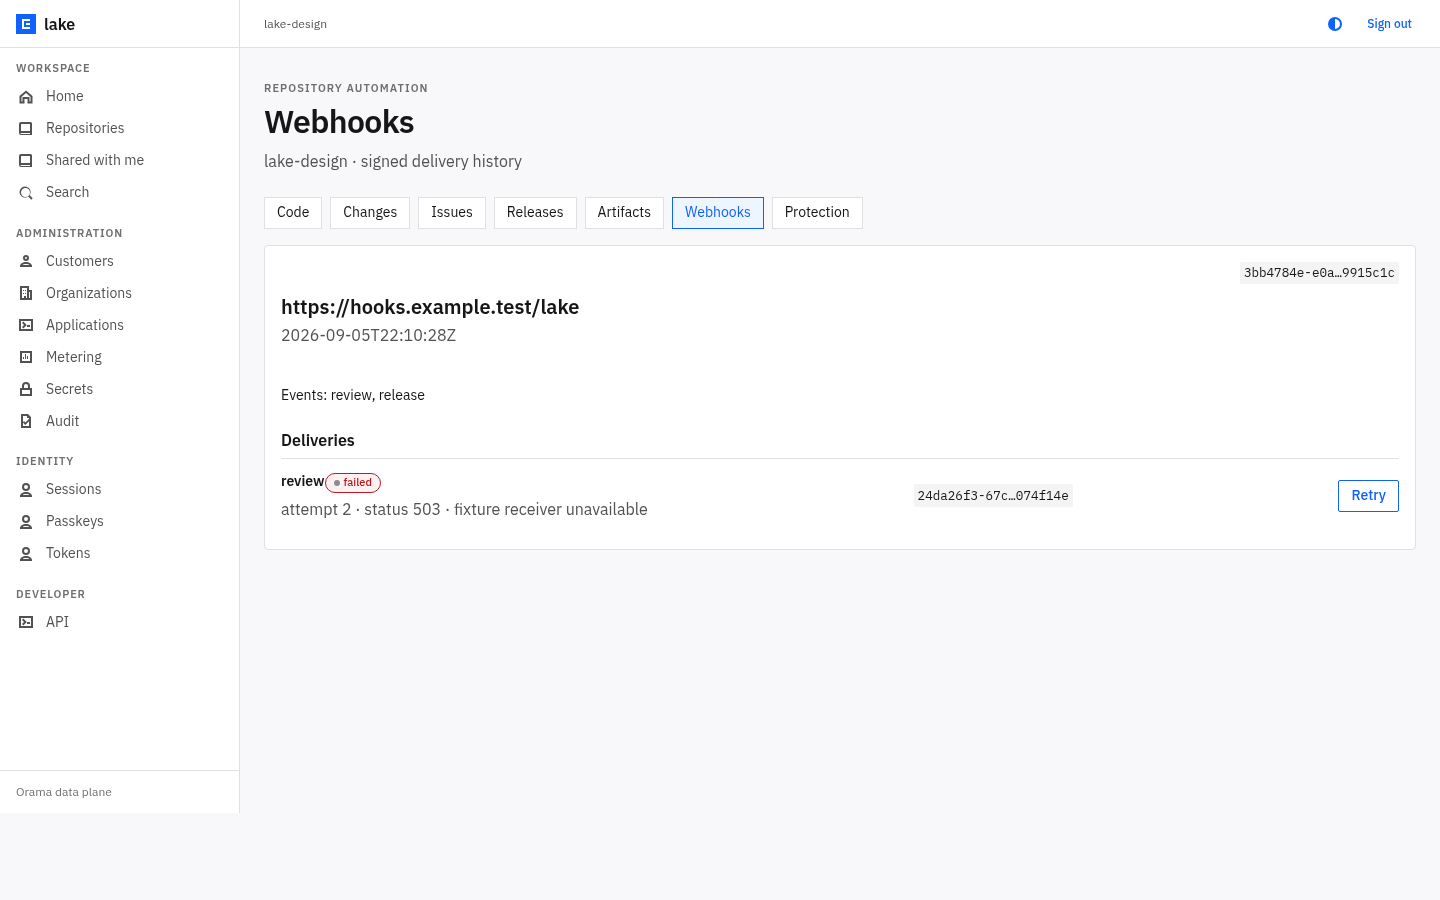 lake
lake-design
Sign out
WORKSPACE
Home
Repositories
Shared with me
Search
ADMINISTRATION
Customers
Organizations
Applications
Metering
Secrets
Audit
IDENTITY
Sessions
Passkeys
Tokens
DEVELOPER
API
Orama data plane
REPOSITORY AUTOMATION
Webhooks
lake-design · signed delivery history
Code Changes Issues Releases Artifacts Webhooks Protection
3bb4784e-e0a…9915c1c
https://hooks.example.test/lake
2026-09-05T22:10:28Z
Events: review, release
Deliveries
review failed
attempt 2 · status 503 · fixture receiver unavailable
24da26f3-67c…074f14e
Retry